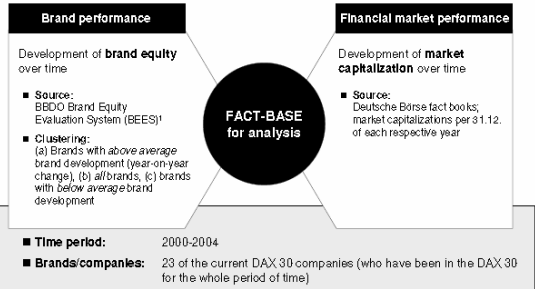 Brand performance
Development of brand equity
over time
■ Source:
BBDO Brand Equity
Evaluation System (BEES)¹
■ Clustering:
(a) Brands with above average
brand development (year-on-year
change), (b) all brands, (c) brands
with below average brand
development
FACT-BASE
for analysis
Financial market performance
Development of market
capitalization over time
■ Source:
Deutsche Börse fact books;
market capitalizations per 31.12.
of each respective year
■ Time period: 2000-2004
■ Brands/companies: 23 of the current DAX 30 companies (who have been in the DAX 30
for the whole period of time)